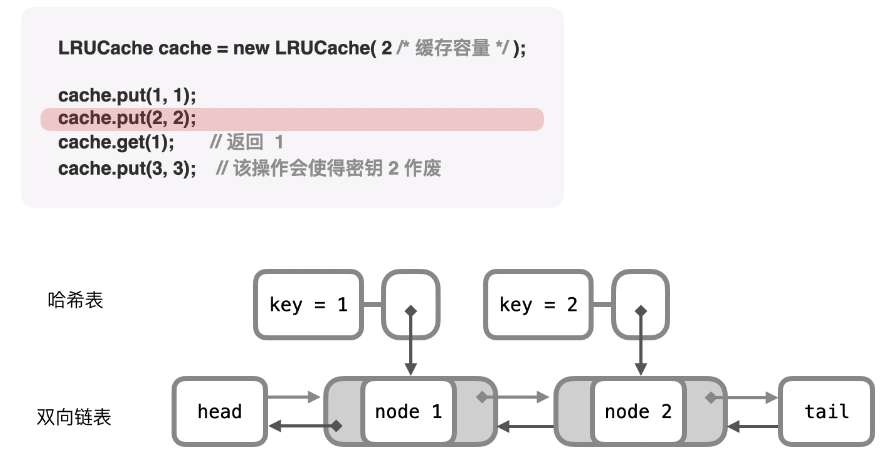 LRUCache cache = new LRUCache( 2 /* 缓存容量 */ );
cache.put(1, 1);
cache.put(2, 2);
cache.get(1); // 返回 1
cache.put(3, 3); // 该操作会使得密钥 2 作废
哈希表 key = 1 key = 2
双向链表 head node 1 node 2 tail